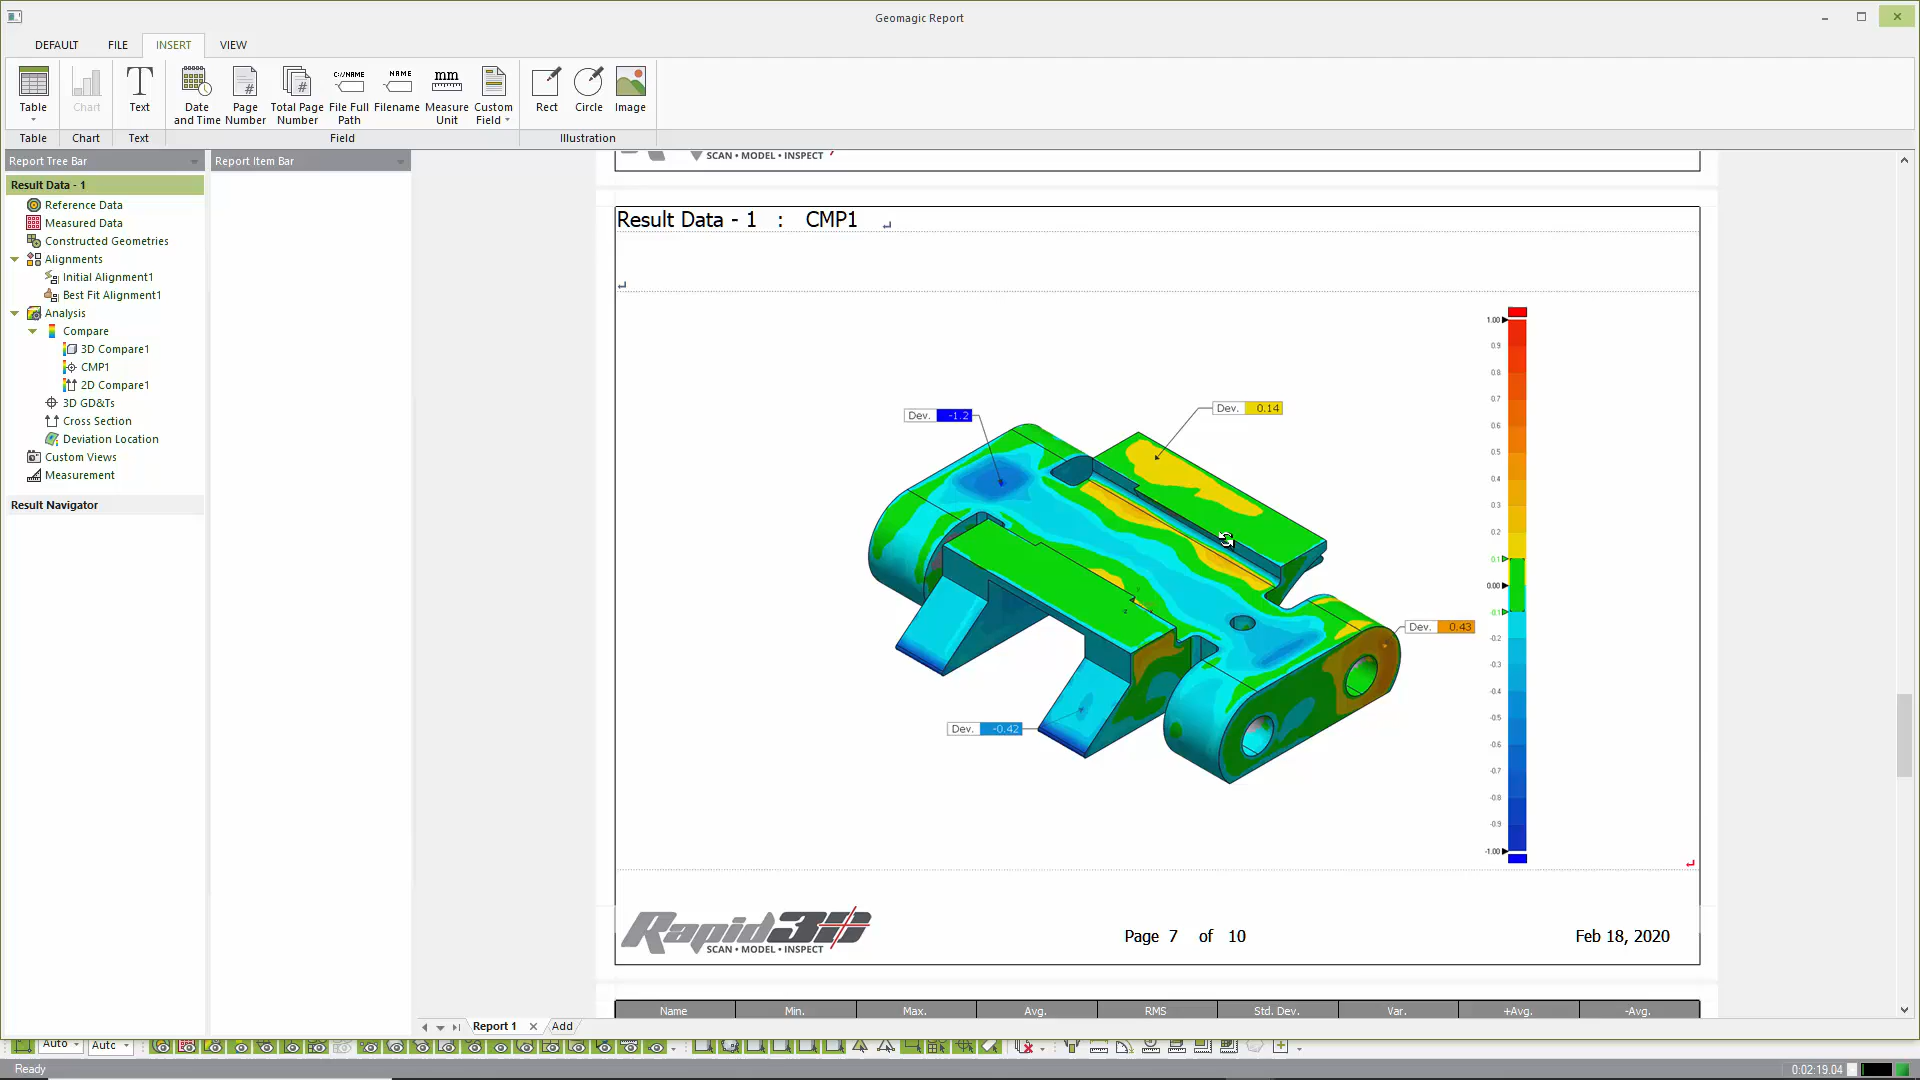 Geomagic Report
DEFAULT FILE INSERT VIEW
Table Chart Text Date and Time Page Number Total Page Number C:/NAME File Full Path NAME Filename mm Measure Unit Custom Field Rect Circle Image
Table Chart Text Field Illustration
Report Tree Bar
Report Item Bar
Result Data - 1
Reference Data
Measured Data
Constructed Geometries
Alignments
Initial Alignment1
Best Fit Alignment1
Analysis
Compare
3D Compare1
CMP1
2D Compare1
3D GD&Ts
Cross Section
Deviation Location
Custom Views
Measurement
Result Navigator
SCAN • MODEL • INSPECT
Result Data - 1 : CMP1
Dev. -1.2
Dev. 0.14
Dev. 0.43
Dev. -0.42
1.00
0.9
0.8
0.7
0.6
0.5
0.4
0.3
0.2
0.1
0.00
-0.1
-0.2
-0.3
-0.4
-0.5
-0.6
-0.7
-0.8
-0.9
-1.00
Rapid3D
SCAN • MODEL • INSPECT
Page 7 of 10
Feb 18, 2020
Name Min. Max. Avg. RMS Std. Dev. Var. +Avg. -Avg.
Report 1 Add
Auto Auto
Ready
0:02:19.04